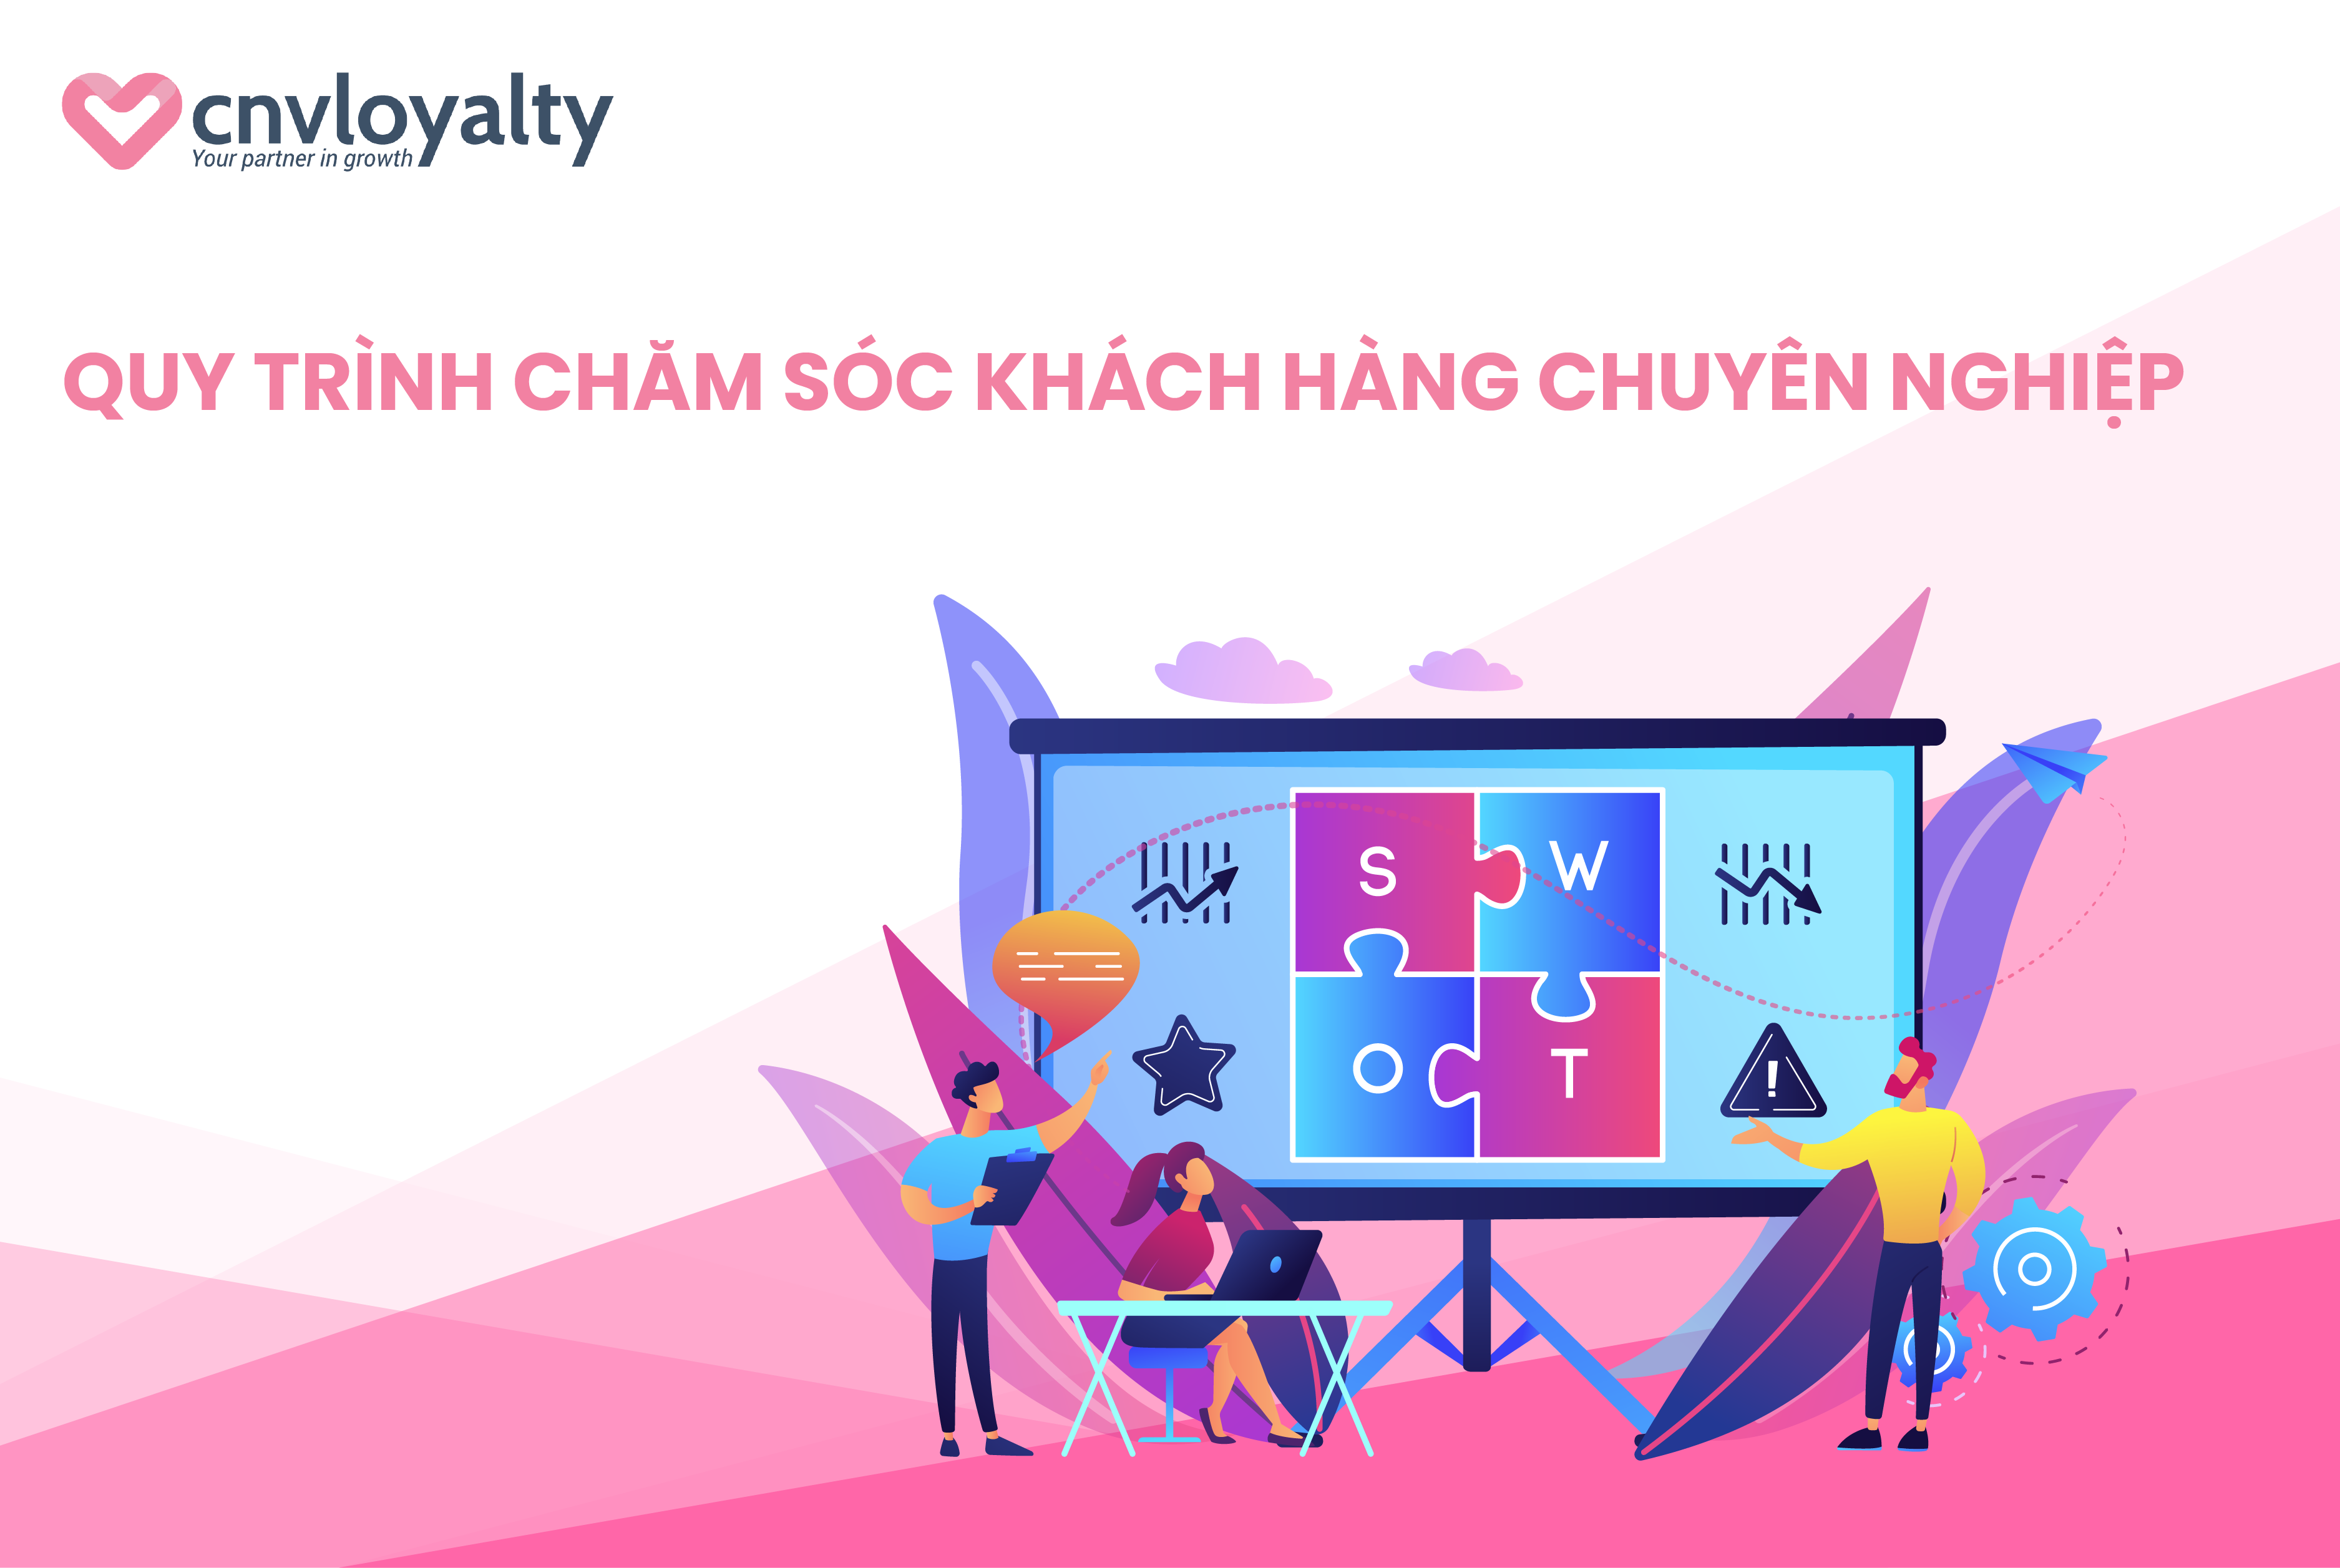 cnvloyalty
Your partner in growth
QUY TRÌNH CHĂM SÓC KHÁCH HÀNG CHUYÊN NGHIỆP
S W
O T
!